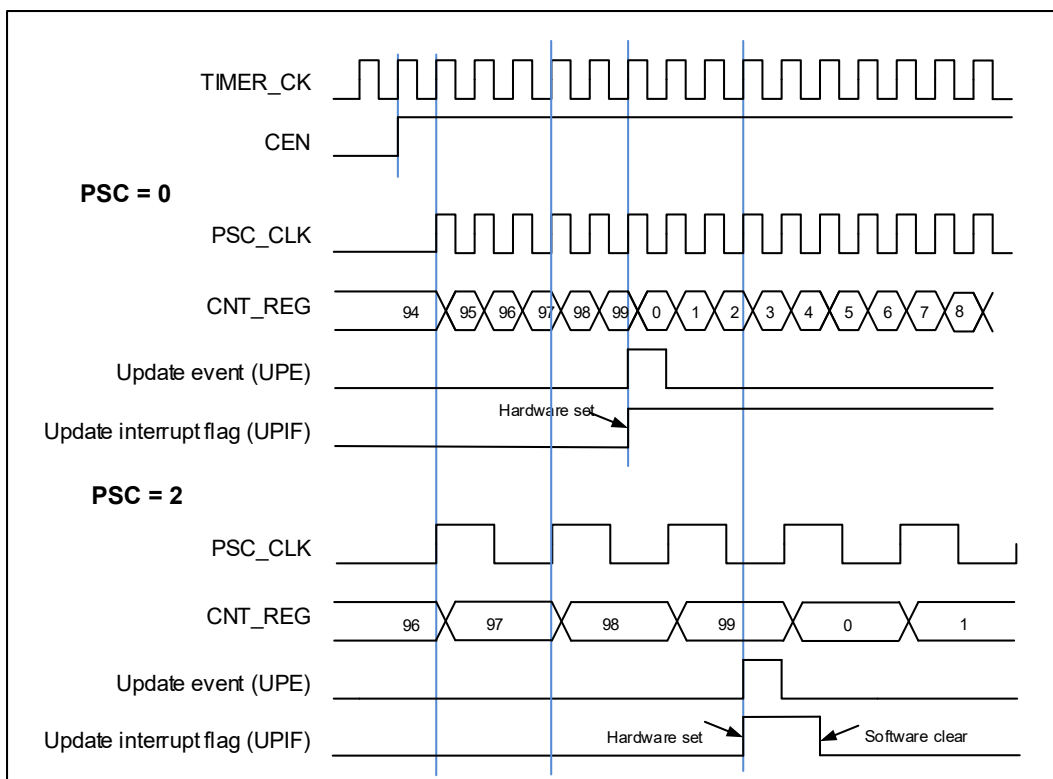 TIMER_CK
CEN
PSC = 0
PSC_CLK
CNT_REG 94 95 96 97 98 99 0 1 2 3 4 5 6 7 8
Update event (UPE)
Hardware set
Update interrupt flag (UPIF)
PSC = 2
PSC_CLK
CNT_REG 96 97 98 99 0 1
Update event (UPE)
Update interrupt flag (UPIF) Hardware set Software clear